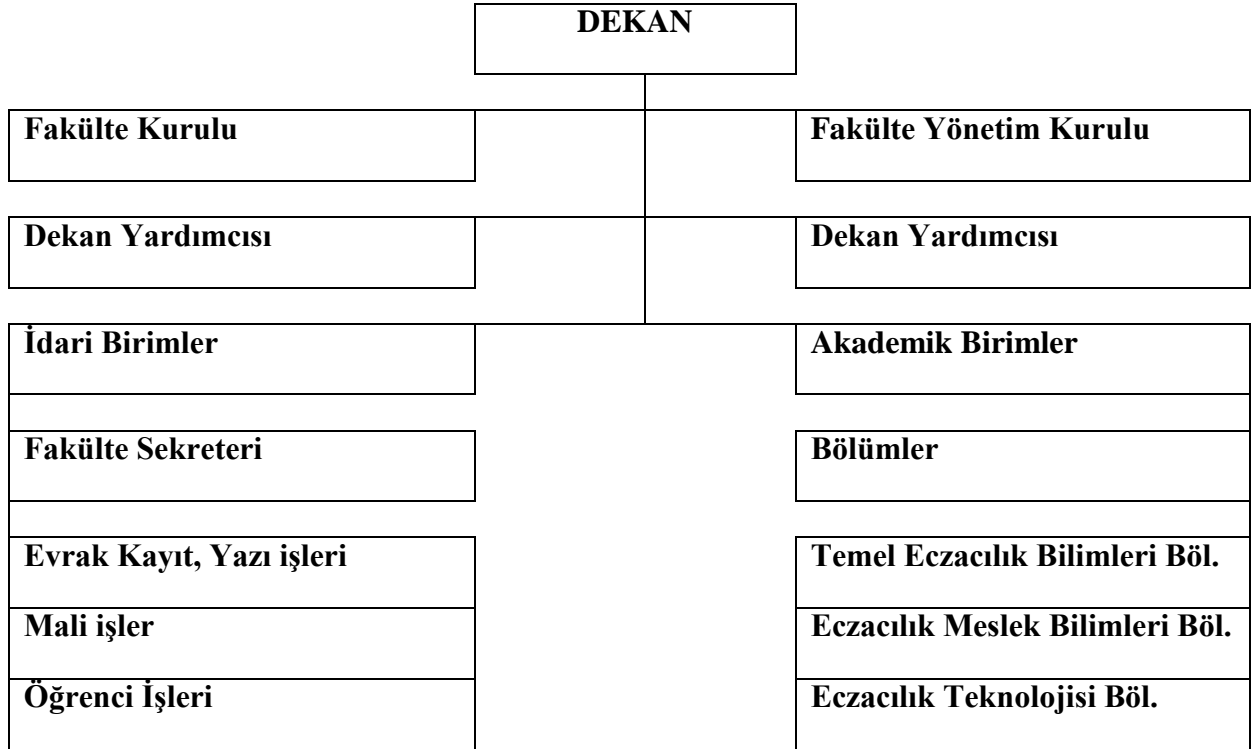 DEKAN
Fakülte Kurulu
Fakülte Yönetim Kurulu
Dekan Yardımcısı
Dekan Yardımcısı
İdari Birimler
Akademik Birimler
Fakülte Sekreteri
Bölümler
Evrak Kayıt, Yazı işleri
Temel Eczacılık Bilimleri Böl.
Mali işler
Eczacılık Meslek Bilimleri Böl.
Öğrenci İşleri
Eczacılık Teknolojisi Böl.